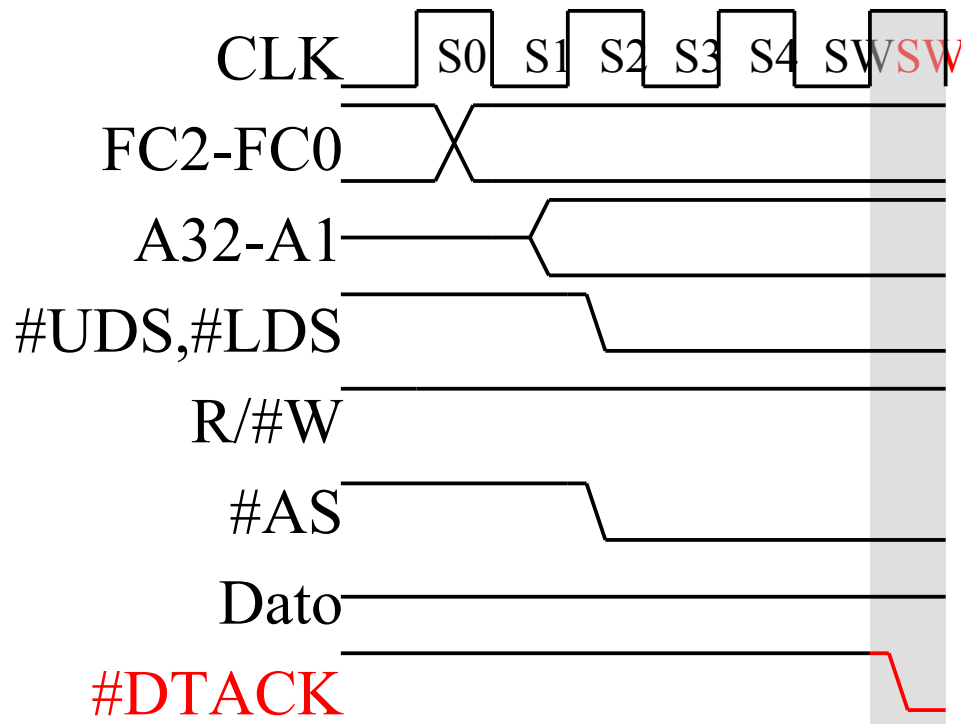 CLK S0 S1 S2 S3 S4 SW SW
FC2-FC0
A32-A1
#UDS,#LDS
R/#W
#AS
Dato
#DTACK